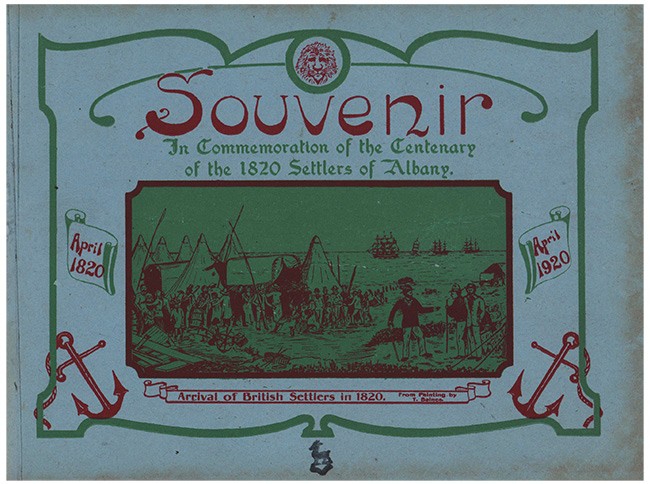 Souvenir
In Commemoration of the Centenary
of the 1820 Settlers of Albany.
April
1820
April
1920
Arrival of British Settlers in 1820.
From Painting by
T. Baines.